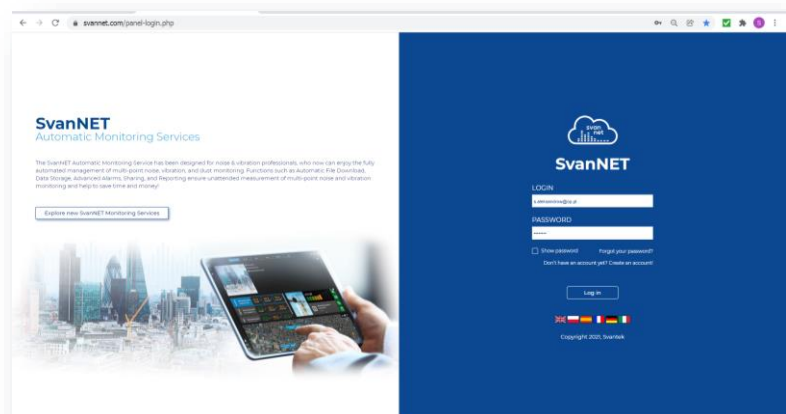 svannet.com/panel-login.php
S
SvanNET
Automatic Monitoring Services
The SvanNET Automatic Monitoring Service has been designed for noise & vibration professionals, who now can enjoy the fully
automated management of multi-point noise, vibration, and dust monitoring. Functions such as Automatic File Download,
Data Storage, Advanced Alarms, Sharing, and Reporting ensure unattended measurement of multi-point noise and vibration
monitoring and help to save time and money!
Explore new SvanNET Monitoring Services
svan
net
SvanNET
LOGIN
PASSWORD
Show password
Forgot your password?
Don't have an account yet? Create an account!
Log in
Copyright 2021, Svantek